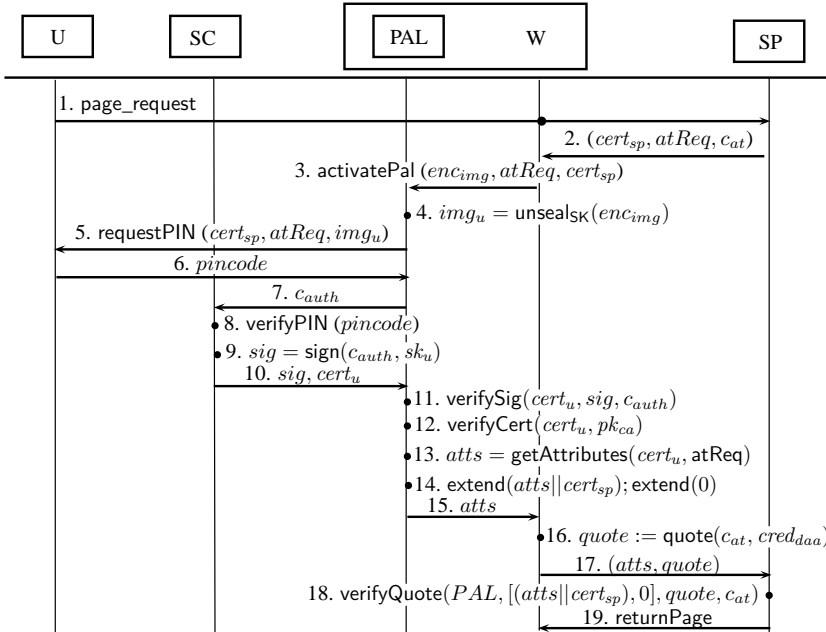 U SC PAL W SP
1. page_request
2. (cert_sp, atReq, c_at)
3. activatePal (enc_img, atReq, cert_sp)
4. img_u = unseal_SK(enc_img)
5. requestPIN (cert_sp, atReq, img_u)
6. pincode
7. c_auth
8. verifyPIN (pincode)
9. sig = sign(c_auth, sk_u)
10. sig, cert_u
11. verifySig(cert_u, sig, c_auth)
12. verifyCert(cert_u, pk_ca)
13. atts = getAttributes(cert_u, atReq)
14. extend(atts||cert_sp); extend(0)
15. atts
16. quote := quote(c_at, cred_daa)
17. (atts, quote)
18. verifyQuote(PAL, [(atts||cert_sp), 0], quote, c_at)
19. returnPage